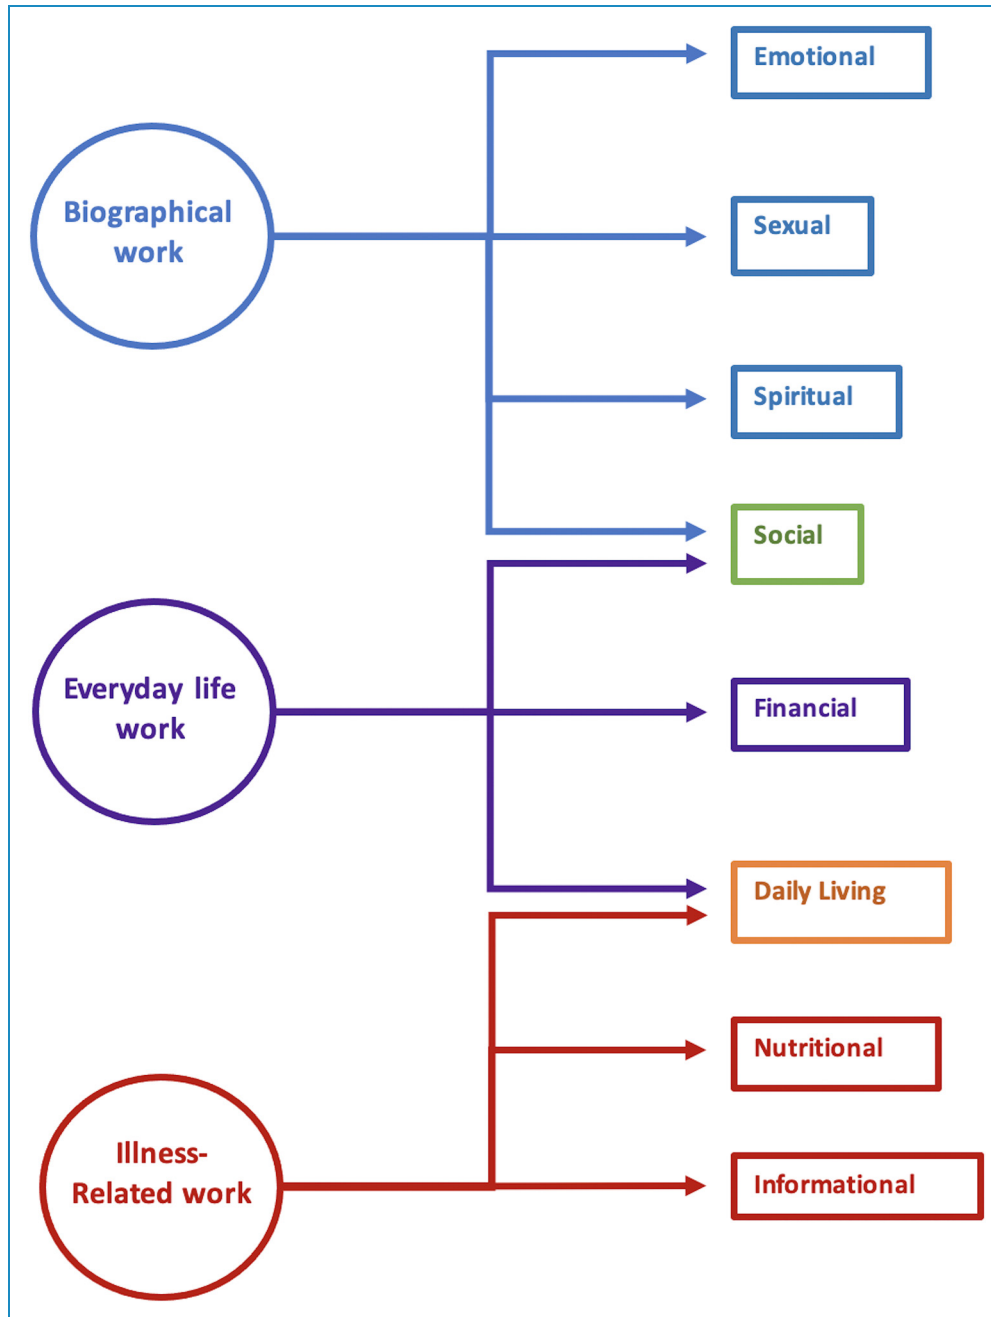 Emotional
Biographical
work
Sexual
Spiritual
Social
Everyday life
work
Financial
Daily Living
Nutritional
Illness-
Related work
Informational